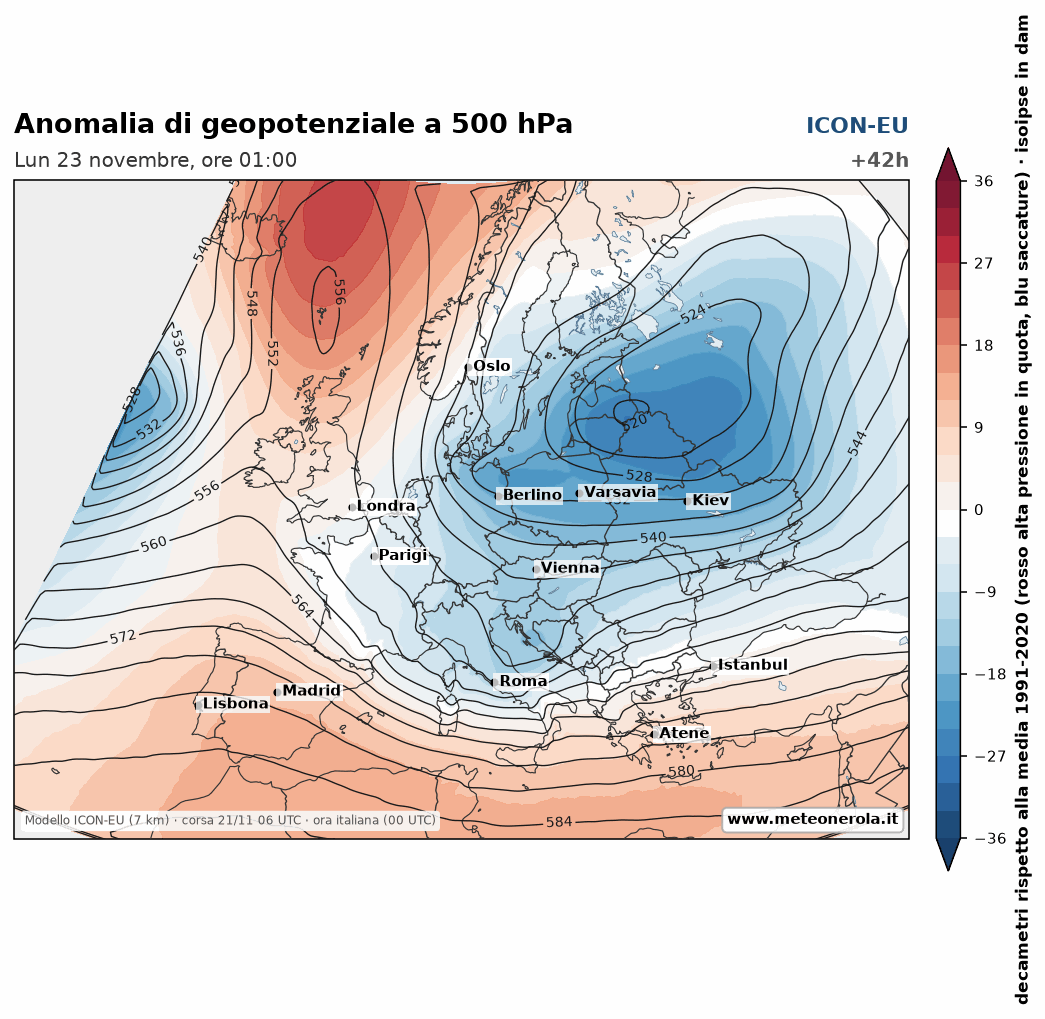 Anomalia di geopotenziale a 500 hPa
ICON-EU
Lun 23 novembre, ore 01:00
+42h
540
548
552
556
536
528
532
556
560
564
572
524
520
528
540
544
580
584
Oslo
Londra
Berlino
Varsavia
Kiev
Parigi
Vienna
Istanbul
Roma
Madrid
Lisbona
Atene
Modello ICON-EU (7 km) · corsa 21/11 06 UTC · ora italiana (00 UTC)
www.meteonerola.it
36
27
18
9
0
−9
−18
−27
−36
decametri rispetto alla media 1991-2020 (rosso alta pressione in quota, blu saccature) · isoipse in dam